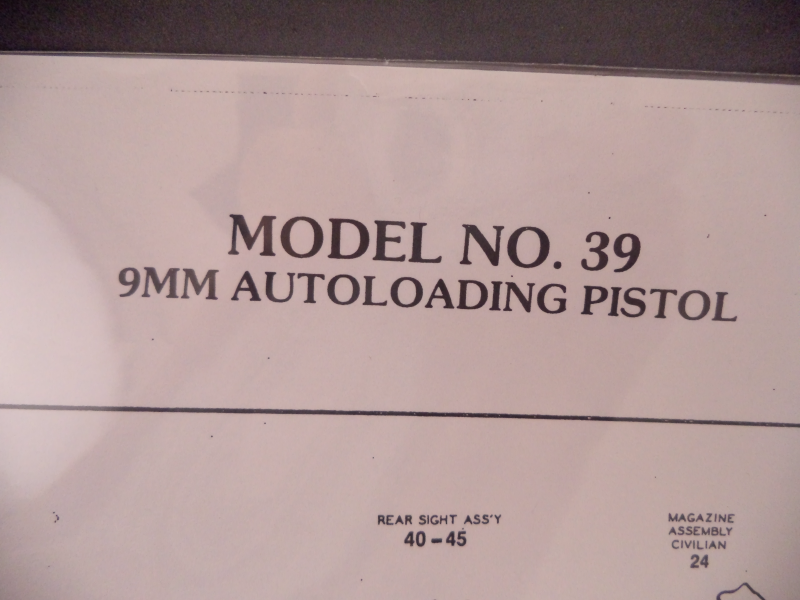 MODEL NO. 39
9MM AUTOLOADING PISTOL
REAR SIGHT ASS'Y
40-45
MAGAZINE
ASSEMBLY
CIVILIAN
24